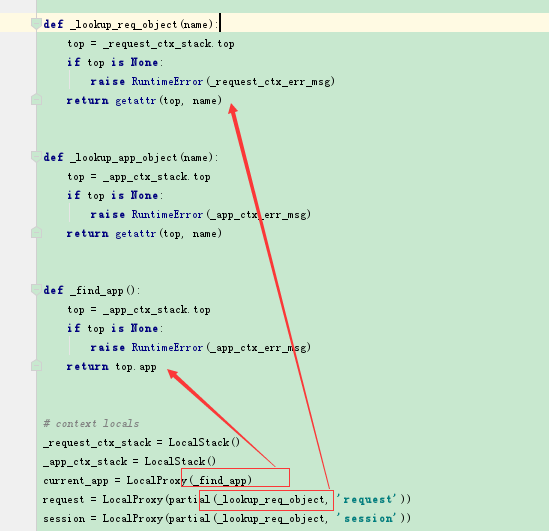 def _lookup_req_object(name):
    top = _request_ctx_stack.top
    if top is None:
        raise RuntimeError(_request_ctx_err_msg)
    return getattr(top, name)
def _lookup_app_object(name):
    top = _app_ctx_stack.top
    if top is None:
        raise RuntimeError(_app_ctx_err_msg)
    return getattr(top, name)
def _find_app():
    top = _app_ctx_stack.top
    if top is None:
        raise RuntimeError(_app_ctx_err_msg)
    return top.app
# context locals
_request_ctx_stack = LocalStack()
_app_ctx_stack = LocalStack()
current_app = LocalProxy(_find_app)
request = LocalProxy(partial(_lookup_req_object, 'request'))
session = LocalProxy(partial(_lookup_req_object, 'session'))